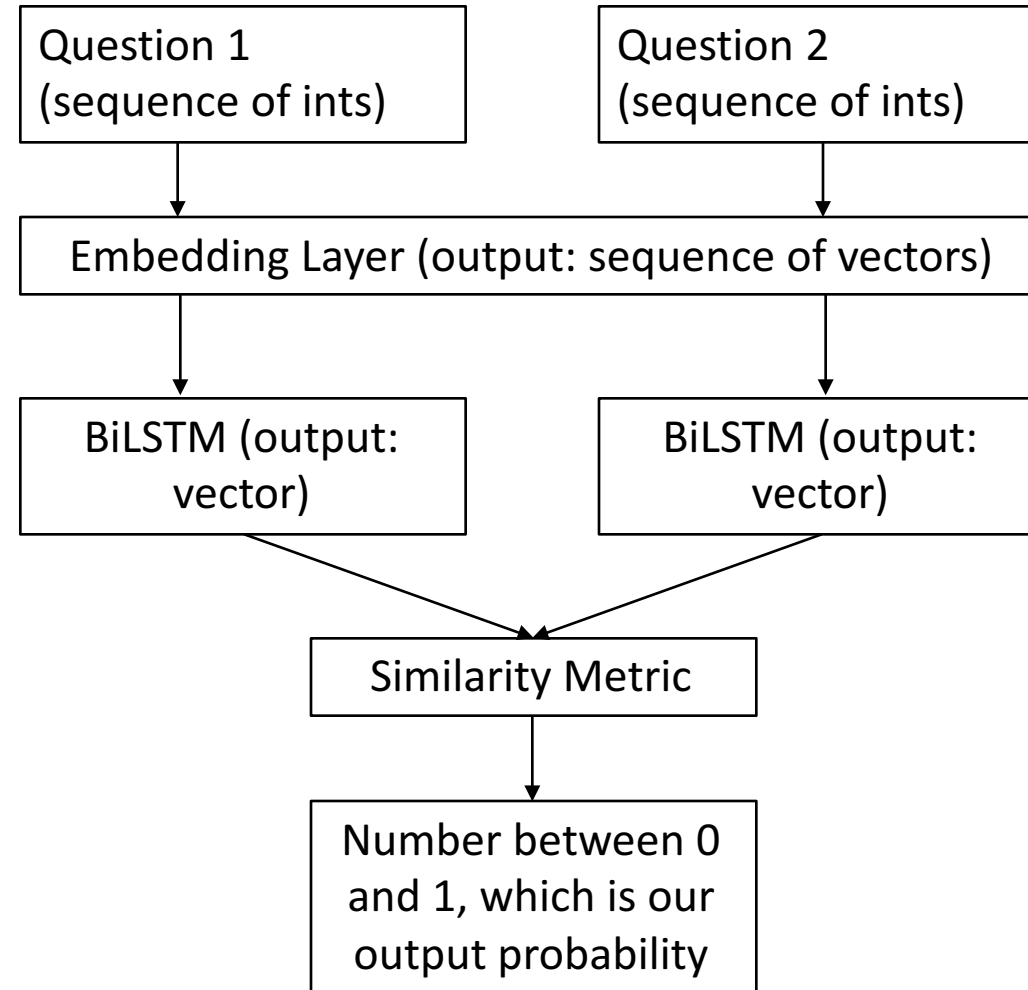 Question 1
(sequence of ints)
Question 2
(sequence of ints)
Embedding Layer (output: sequence of vectors)
BiLSTM (output:
vector)
BiLSTM (output:
vector)
Similarity Metric
Number between 0
and 1, which is our
output probability